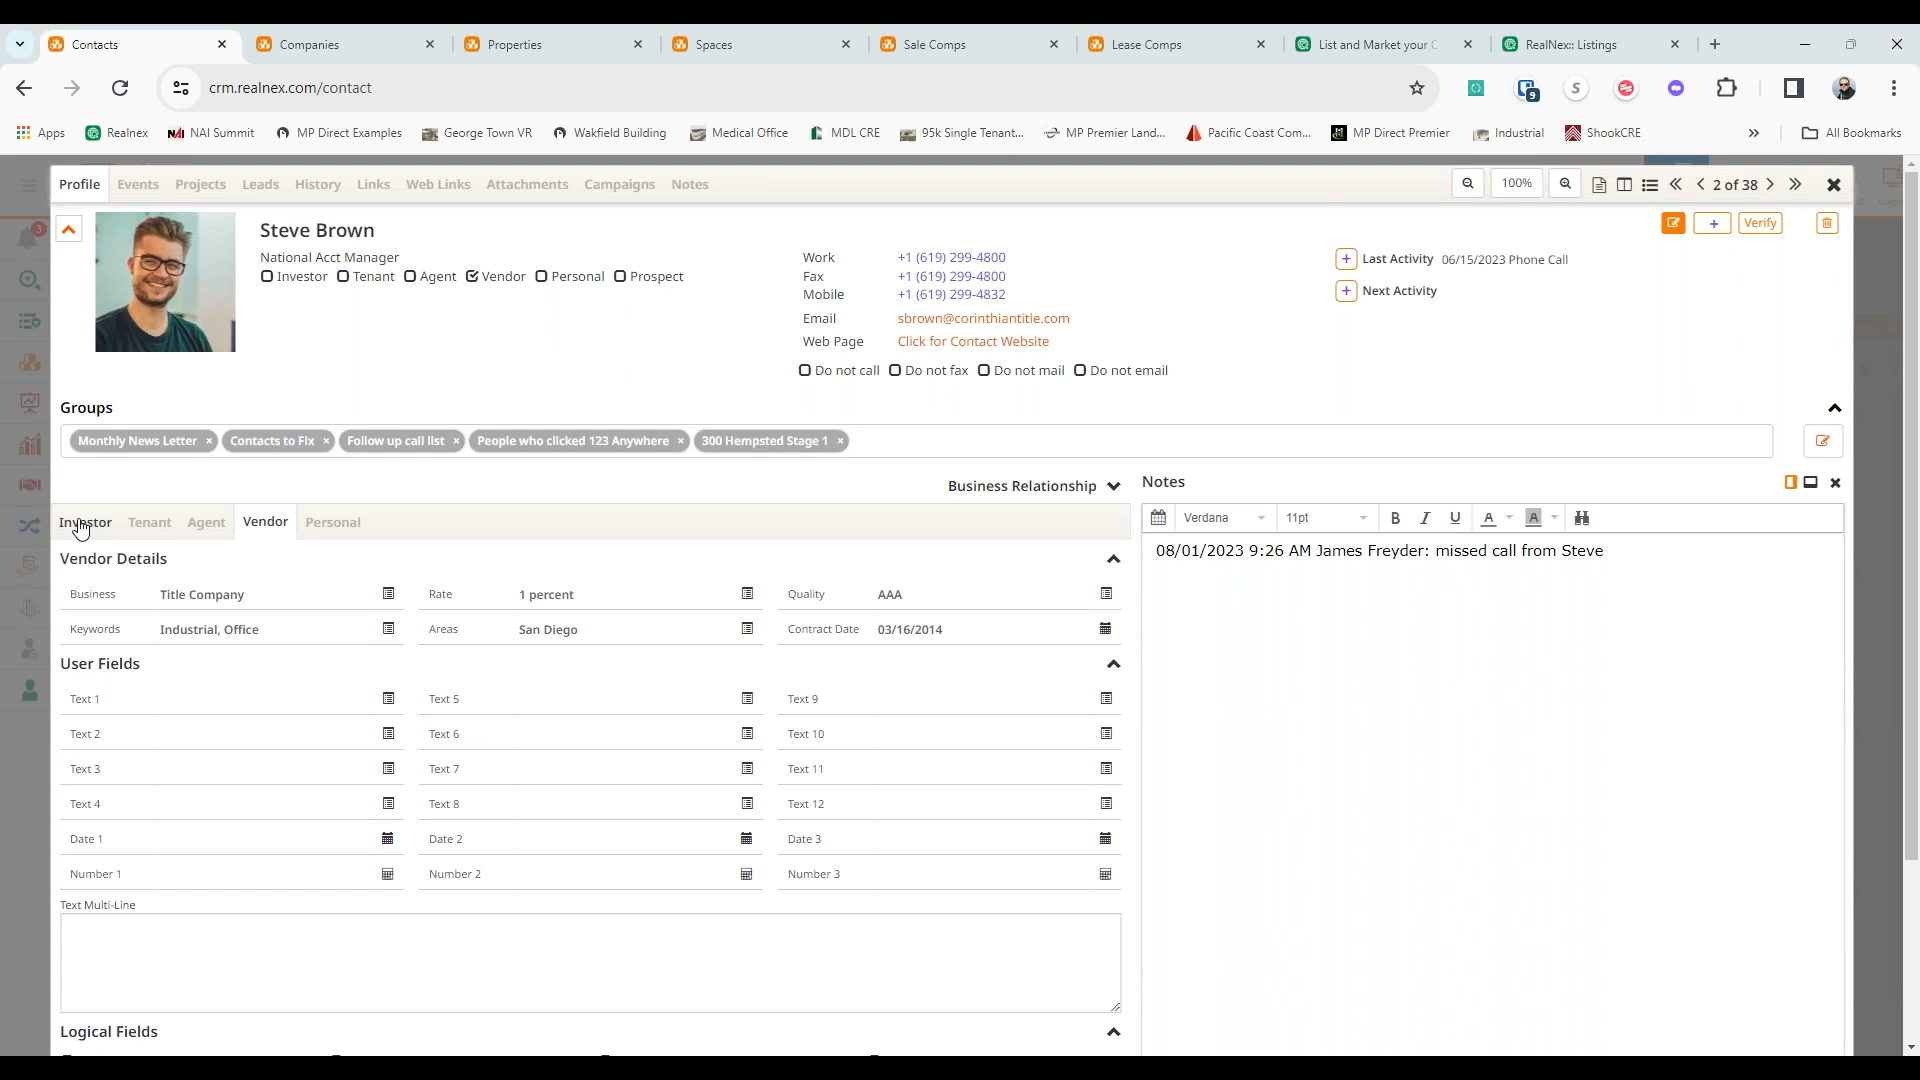 Contacts
Companies
Properties
Spaces
Sale Comps
Lease Comps
List and Market your C
RealNex:: Listings
crm.realnex.com/contact
Apps
Realnex
NAI Summit
MP Direct Examples
George Town VR
Wakfield Building
Medical Office
MDL CRE
95k Single Tenant...
MP Premier Land...
Pacific Coast Com...
MP Direct Premier
Industrial
ShookCRE
All Bookmarks
Profile
Events
Projects
Leads
History
Links
Web Links
Attachments
Campaigns
Notes
100%
2 of 38
Steve Brown
National Acct Manager
Investor Tenant Agent Vendor Personal Prospect
Work +1 (619) 299-4800
Fax +1 (619) 299-4800
Mobile +1 (619) 299-4832
Email sbrown@corinthiantitle.com
Web Page Click for Contact Website
Do not call Do not fax Do not mail Do not email
Verify
+ Last Activity 06/15/2023 Phone Call
+ Next Activity
Groups
Monthly News Letter ×
Contacts to Fix ×
Follow up call list ×
People who clicked 123 Anywhere ×
300 Hempsted Stage 1 ×
Business Relationship
Investor
Tenant
Agent
Vendor
Personal
Vendor Details
Business Title Company
Rate 1 percent
Quality AAA
Keywords Industrial, Office
Areas San Diego
Contract Date 03/16/2014
User Fields
Text 1
Text 5
Text 9
Text 2
Text 6
Text 10
Text 3
Text 7
Text 11
Text 4
Text 8
Text 12
Date 1
Date 2
Date 3
Number 1
Number 2
Number 3
Text Multi-Line
Logical Fields
Notes
Verdana
11pt
B I U A A
08/01/2023 9:26 AM James Freyder: missed call from Steve